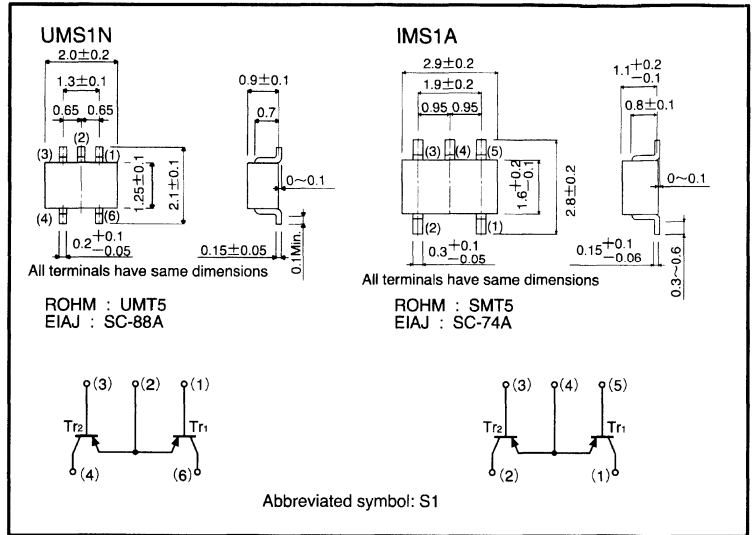 UMS1N
2.0±0.2
1.3±0.1
0.65 0.65
(2)
(3) (1)
(4) (6)
1.25±0.1
2.1±0.1
0.2+0.1 -0.05
0.9±0.1
0.7
0~0.1
0.15±0.05
0.1Min.
All terminals have same dimensions
ROHM : UMT5
EIAJ : SC-88A
IMS1A
2.9±0.2
1.9±0.2
0.95 0.95
(3) (4) (5)
(2) (1)
1.6+0.2 -0.1
2.8±0.2
0.3+0.1 -0.05
1.1+0.2 -0.1
0.8±0.1
0~0.1
0.15+0.1 -0.06
0.3~0.6
All terminals have same dimensions
ROHM : SMT5
EIAJ : SC-74A
(3) (2) (1)
Tr2 Tr1
(4) (6)
(3) (4) (5)
Tr2 Tr1
(2) (1)
Abbreviated symbol: S1